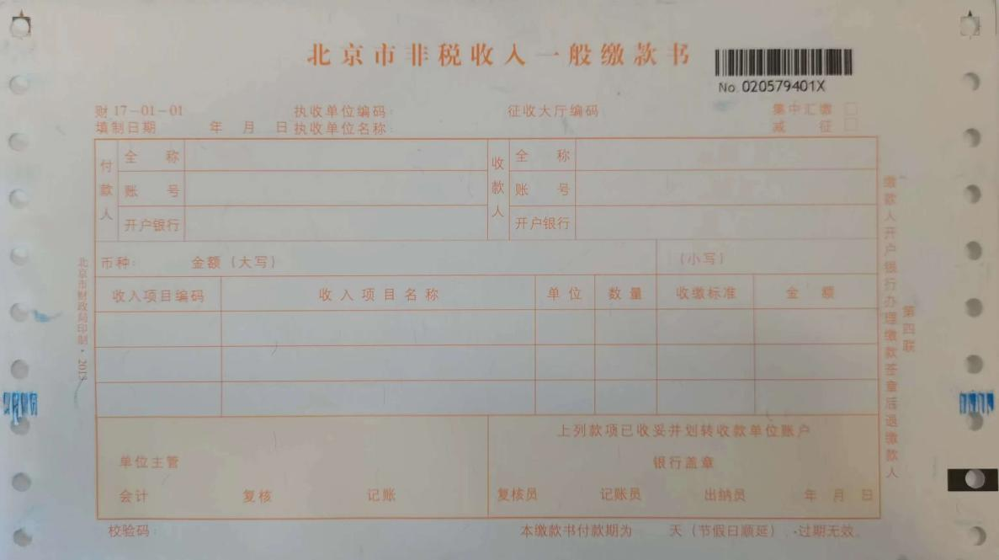 北京市非税收入一般缴款书
No. 020579401X
财 17-01-01 执收单位编码： 征收大厅编码 集中汇缴
填制日期 年 月 日 执收单位名称： 减 征
付款人 全 称 收款人 全 称
账 号 账 号
开户银行 开户银行
币种： 金额（大写） （小写）
收入项目编码 收入项目名称 单位 数量 收缴标准 金 额
上列款项已收妥并划转收款单位账户
单位主管 银行盖章
会计 复核 记账 复核员 记账员 出纳员 年 月 日
校验码： 本缴款书付款期为 天（节假日顺延），过期无效。
北京市财政局印制·
第四联
缴款人开户银行办理缴款签章后退缴款人